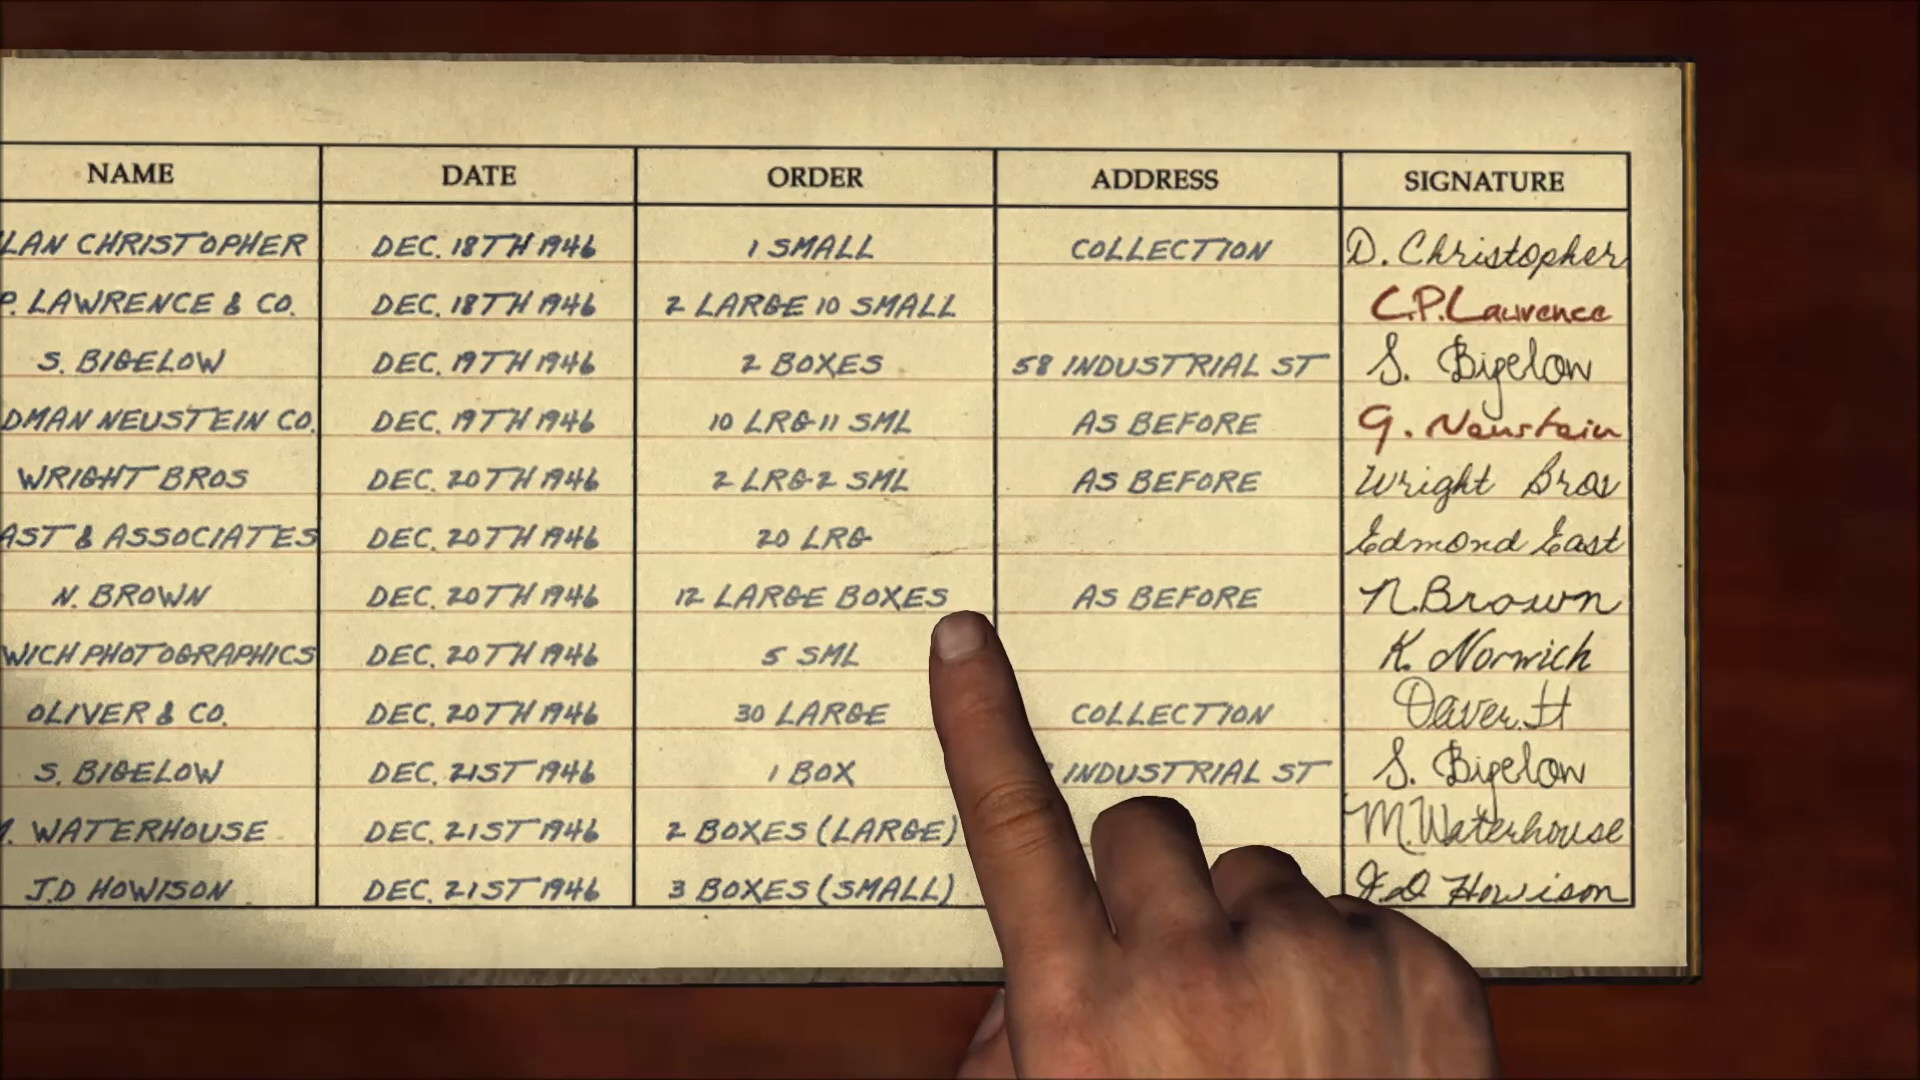 NAME DATE ORDER ADDRESS SIGNATURE
LAN CHRISTOPHER DEC. 18TH 1946 1 SMALL COLLECTION D. Christopher
P. LAWRENCE & CO. DEC. 18TH 1946 2 LARGE 10 SMALL C.P. Lawrence
S. BIGELOW DEC. 19TH 1946 2 BOXES 58 INDUSTRIAL ST S. Bigelow
DMAN NEUSTEIN CO. DEC. 19TH 1946 10 LRG 11 SML AS BEFORE G. Neustein
WRIGHT BROS DEC. 20TH 1946 2 LRG 2 SML AS BEFORE Wright Bros
AST & ASSOCIATES DEC. 20TH 1946 20 LRG Edmond East
N. BROWN DEC. 20TH 1946 12 LARGE BOXES AS BEFORE N. Brown
WICH PHOTOGRAPHICS DEC. 20TH 1946 5 SML K. Norwich
OLIVER & CO. DEC. 20TH 1946 30 LARGE COLLECTION
S. BIGELOW DEC. 21ST 1946 1 BOX INDUSTRIAL ST S. Bigelow
. WATERHOUSE DEC. 21ST 1946 2 BOXES (LARGE) M. Waterhouse
J.D HOWISON DEC. 21ST 1946 3 BOXES (SMALL) J.D Howison